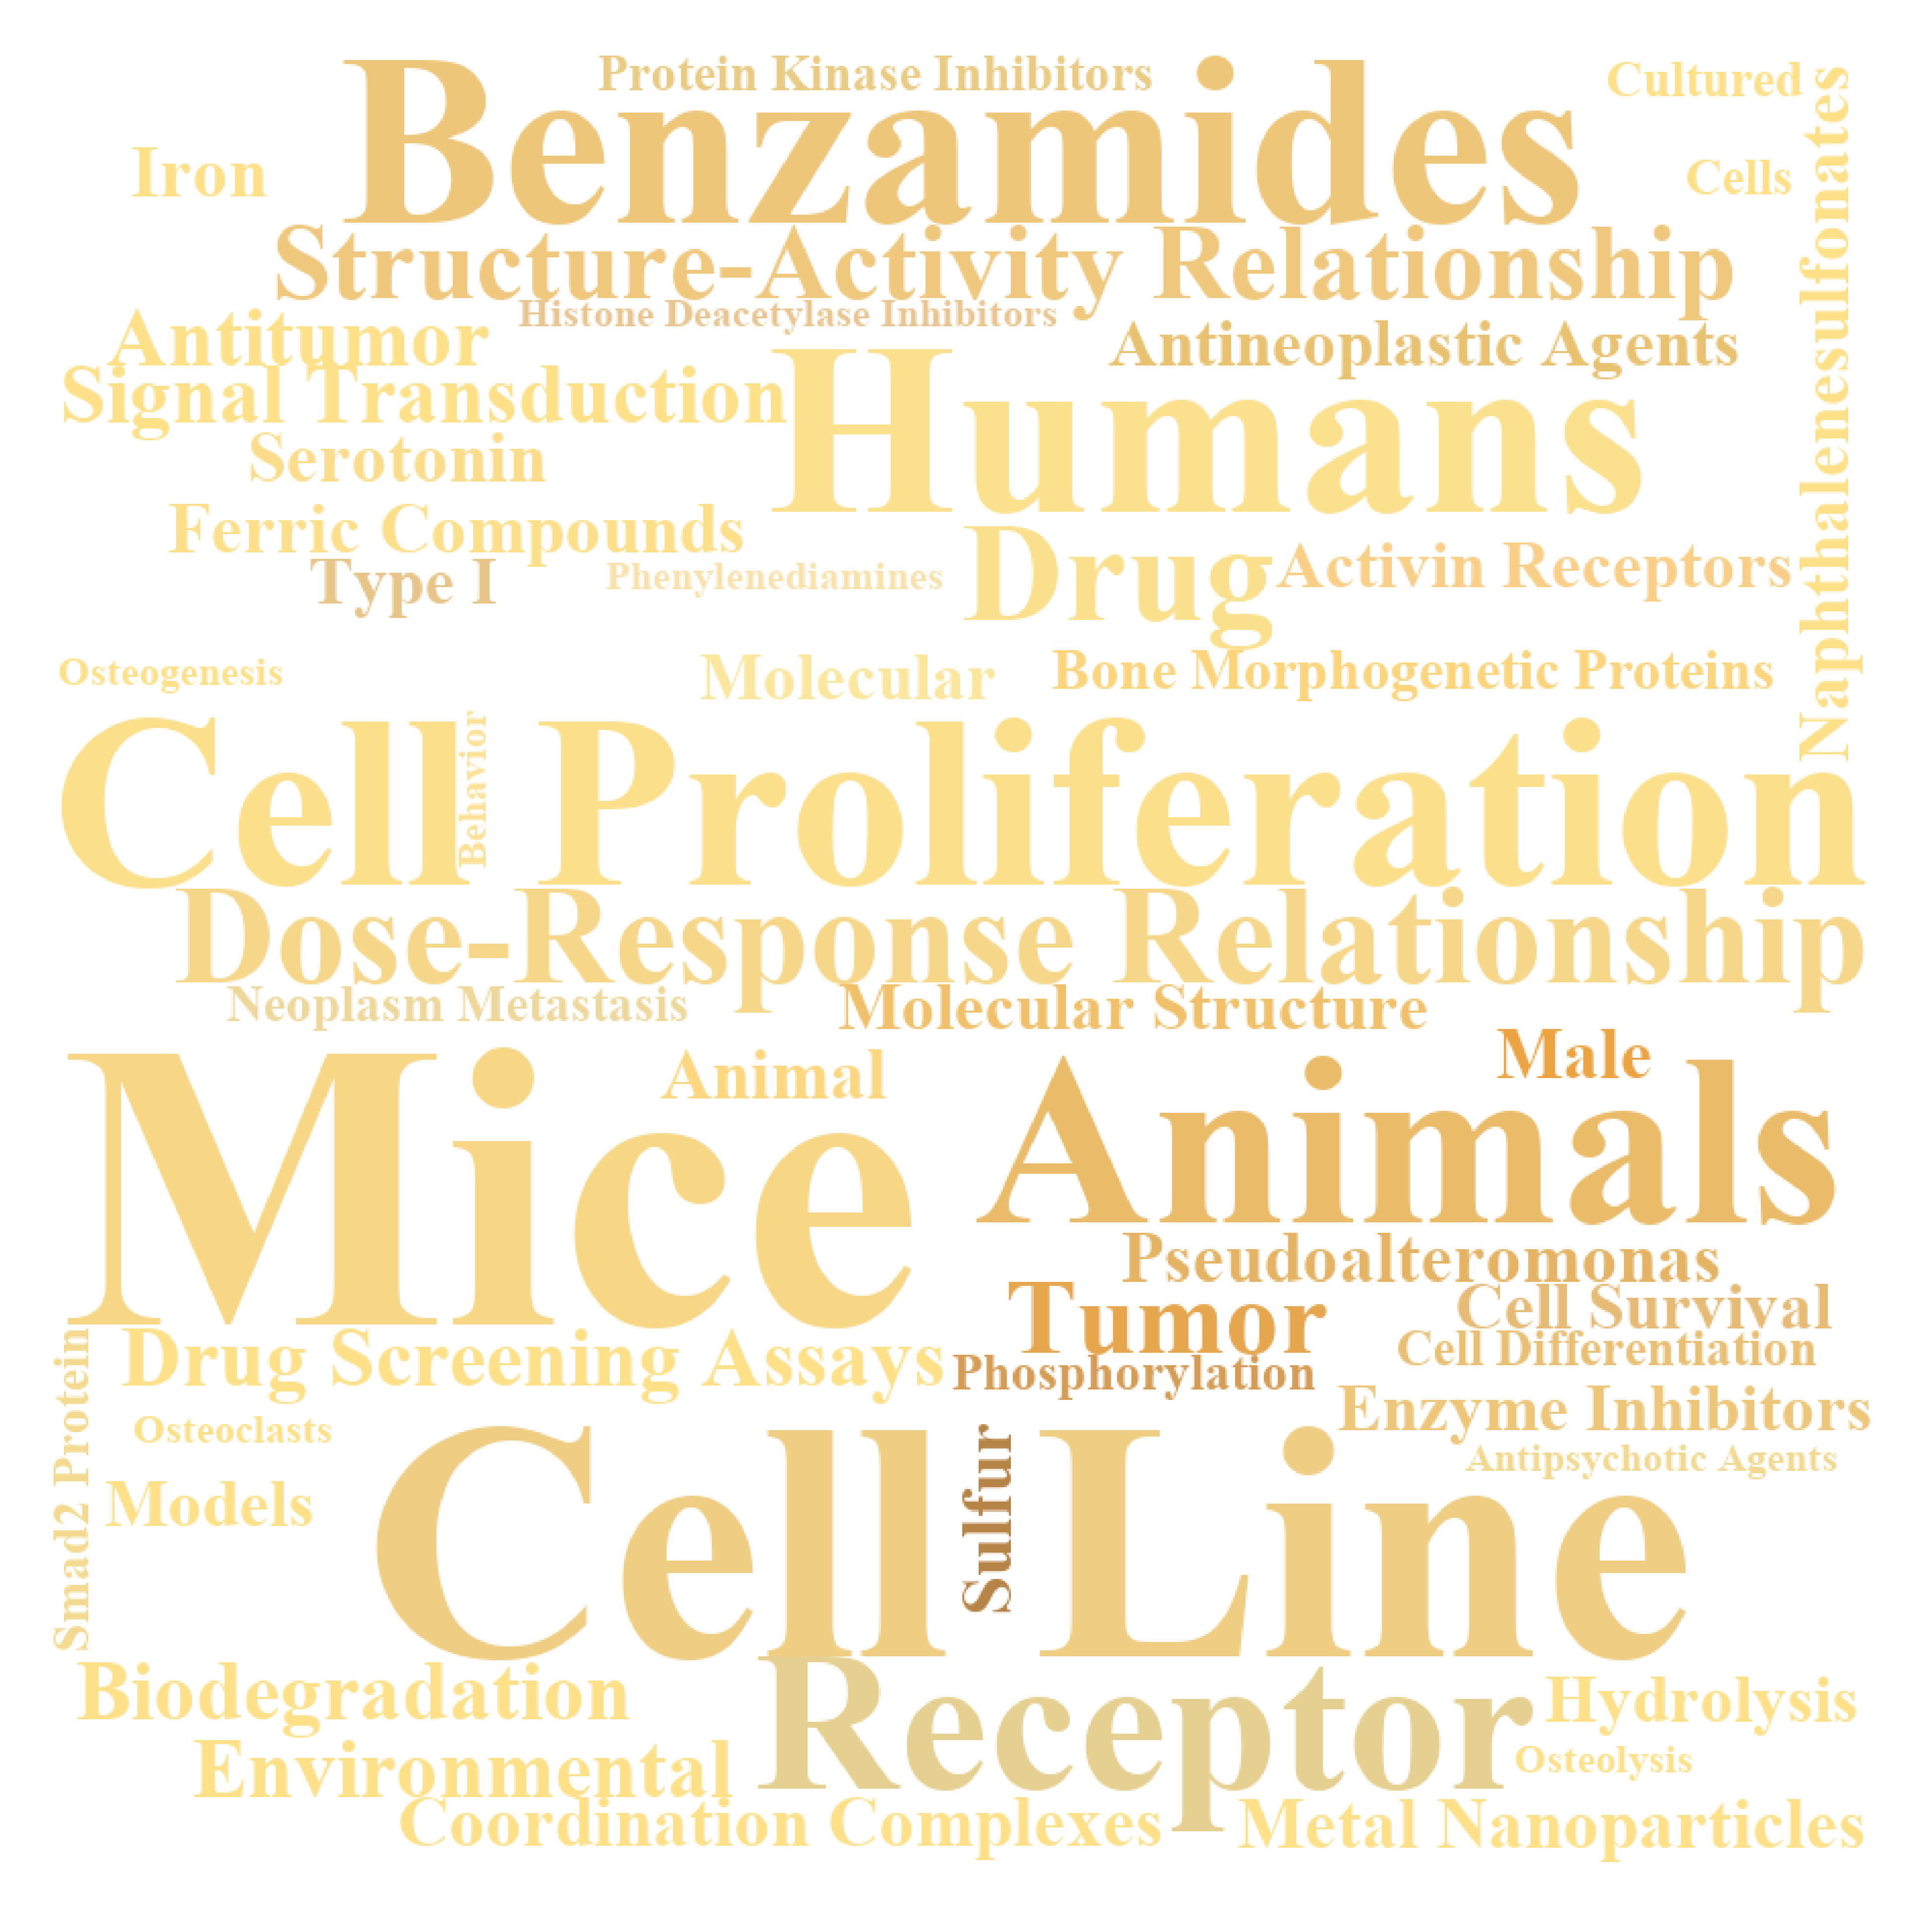 Protein Kinase Inhibitors
Cultured
Benzamides
Iron
Cells
Naphthalenesulfonates
Structure-Activity Relationship
Histone Deacetylase Inhibitors
Antitumor
Antineoplastic Agents
Signal Transduction
Humans
Serotonin
Ferric Compounds
Drug
Activin Receptors
Type I
Phenylenediamines
Osteogenesis
Molecular
Bone Morphogenetic Proteins
Cell Proliferation
Behavior
Dose-Response Relationship
Neoplasm Metastasis
Molecular Structure
Male
Mice
Animal
Animals
Pseudoalteromonas
Tumor
Cell Survival
Drug Screening Assays
Phosphorylation
Cell Differentiation
Smad2 Protein
Osteoclasts
Enzyme Inhibitors
Antipsychotic Agents
Models
Cell Line
Sulfur
Biodegradation
Receptor
Hydrolysis
Environmental
Osteolysis
Coordination Complexes
Metal Nanoparticles